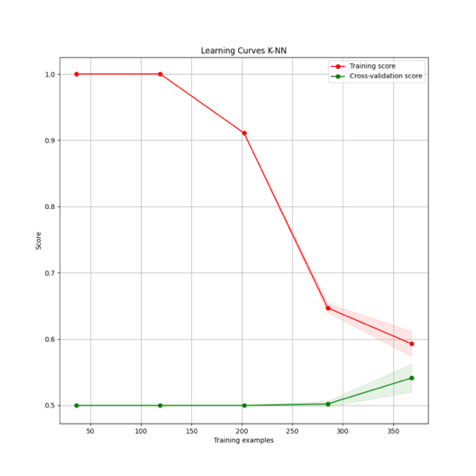 Learning Curves K-NN
Training score
Cross-validation score
1.0
0.9
0.8
0.7
0.6
0.5
Score
50 100 150 200 250 300 350
Training examples